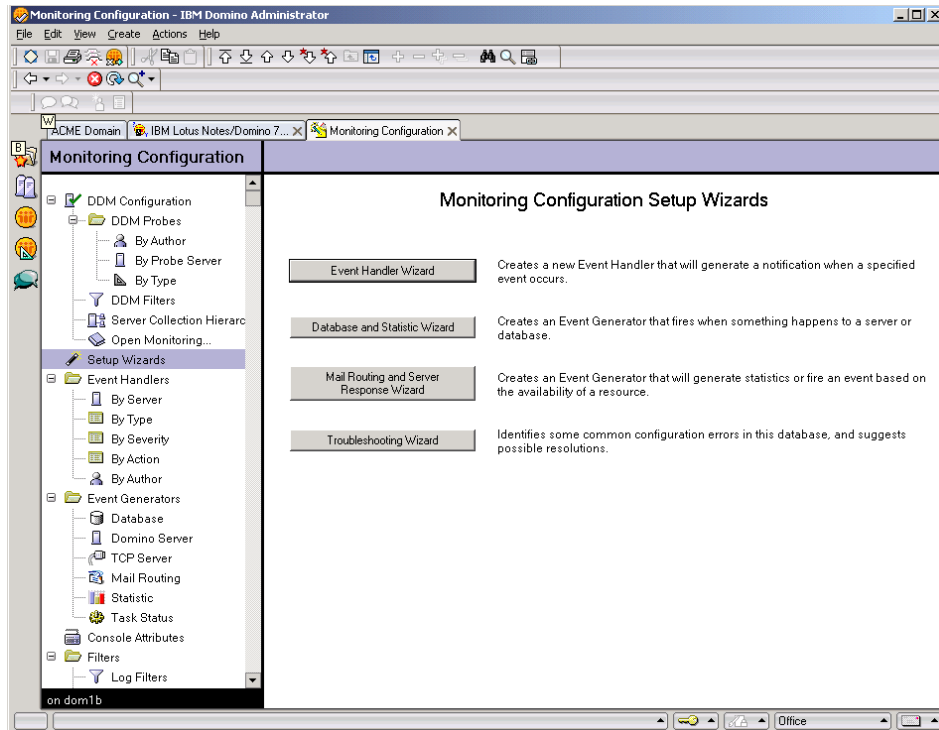 Monitoring Configuration - IBM Domino Administrator
File Edit View Create Actions Help
W
ACME Domain
IBM Lotus Notes/Domino 7...
Monitoring Configuration
B
Monitoring Configuration
DDM Configuration
DDM Probes
By Author
By Probe Server
By Type
DDM Filters
Server Collection Hierarc
Open Monitoring...
Setup Wizards
Event Handlers
By Server
By Type
By Severity
By Action
By Author
Event Generators
Database
Domino Server
TCP Server
Mail Routing
Statistic
Task Status
Console Attributes
Filters
Log Filters
on dom1b
Monitoring Configuration Setup Wizards
Event Handler Wizard
Creates a new Event Handler that will generate a notification when a specified
event occurs.
Database and Statistic Wizard
Creates an Event Generator that fires when something happens to a server or
database.
Mail Routing and Server
Response Wizard
Creates an Event Generator that will generate statistics or fire an event based on
the availability of a resource.
Troubleshooting Wizard
Identifies some common configuration errors in this database, and suggests
possible resolutions.
Office